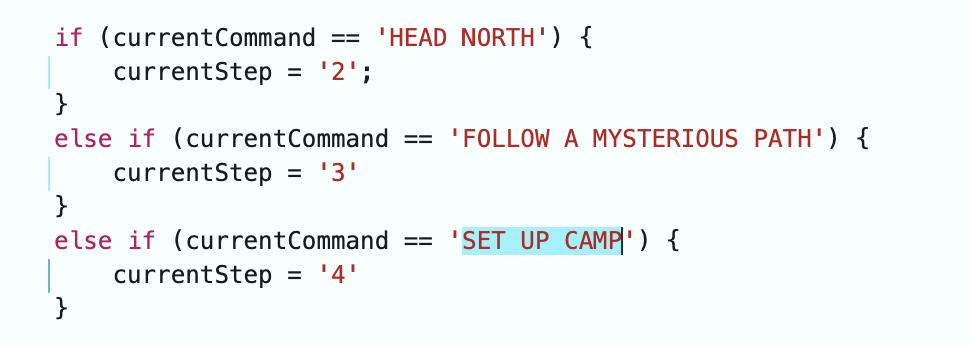 if (currentCommand == 'HEAD NORTH') {
    currentStep = '2';
}
else if (currentCommand == 'FOLLOW A MYSTERIOUS PATH') {
    currentStep = '3'
}
else if (currentCommand == 'SET UP CAMP') {
    currentStep = '4'
}